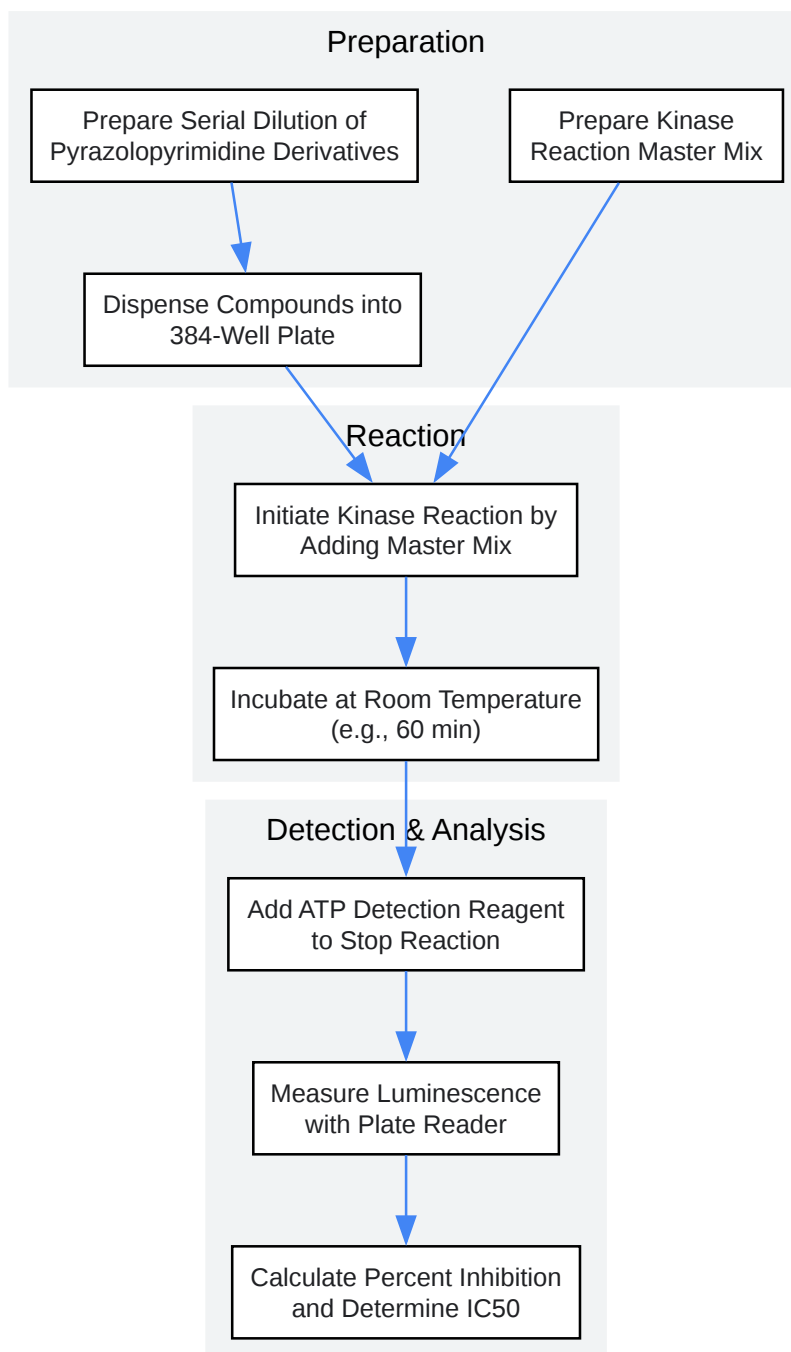 Preparation
Prepare Serial Dilution of
Pyrazolopyrimidine Derivatives
Prepare Kinase
Reaction Master Mix
Dispense Compounds into
384-Well Plate
Reaction
Initiate Kinase Reaction by
Adding Master Mix
Incubate at Room Temperature
(e.g., 60 min)
Detection & Analysis
Add ATP Detection Reagent
to Stop Reaction
Measure Luminescence
with Plate Reader
Calculate Percent Inhibition
and Determine IC50